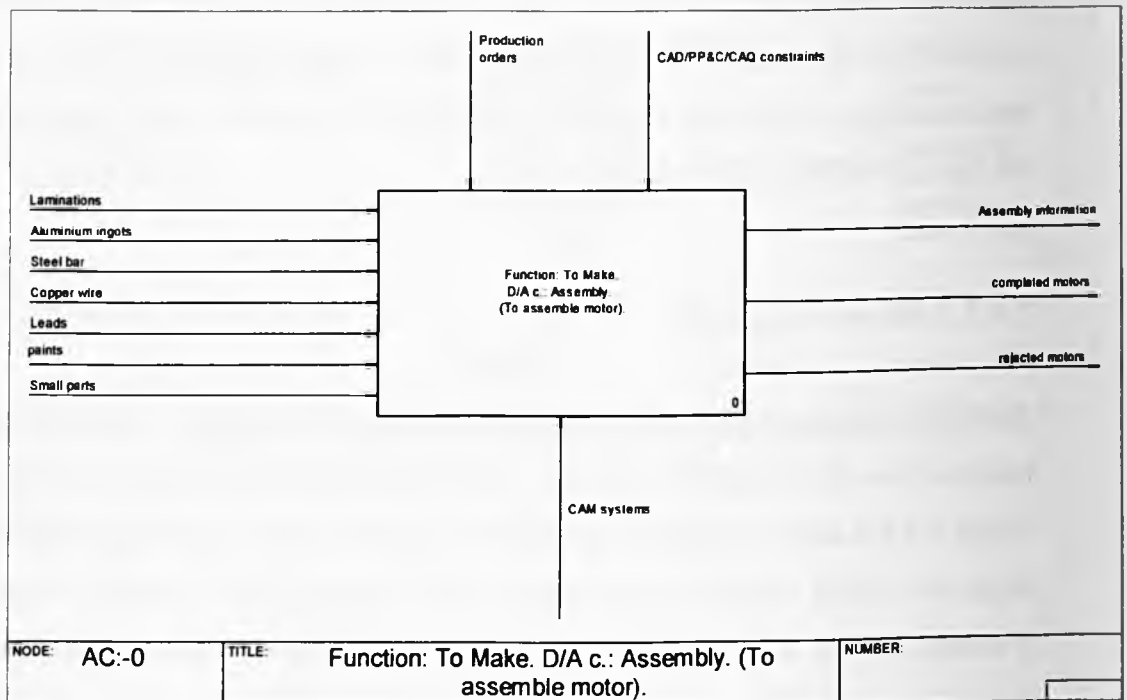 Production
orders
CAD/PP&C/CAQ constraints
Laminations
Aluminium ingots
Steel bar
Copper wire
Leads
paints
Small parts
Function: To Make.
D/A c.: Assembly.
(To assemble motor).
0
Assembly information
completed motors
rejected motors
CAM systems
NODE: AC:-0
TITLE: Function: To Make. D/A c.: Assembly. (To
assemble motor).
NUMBER: